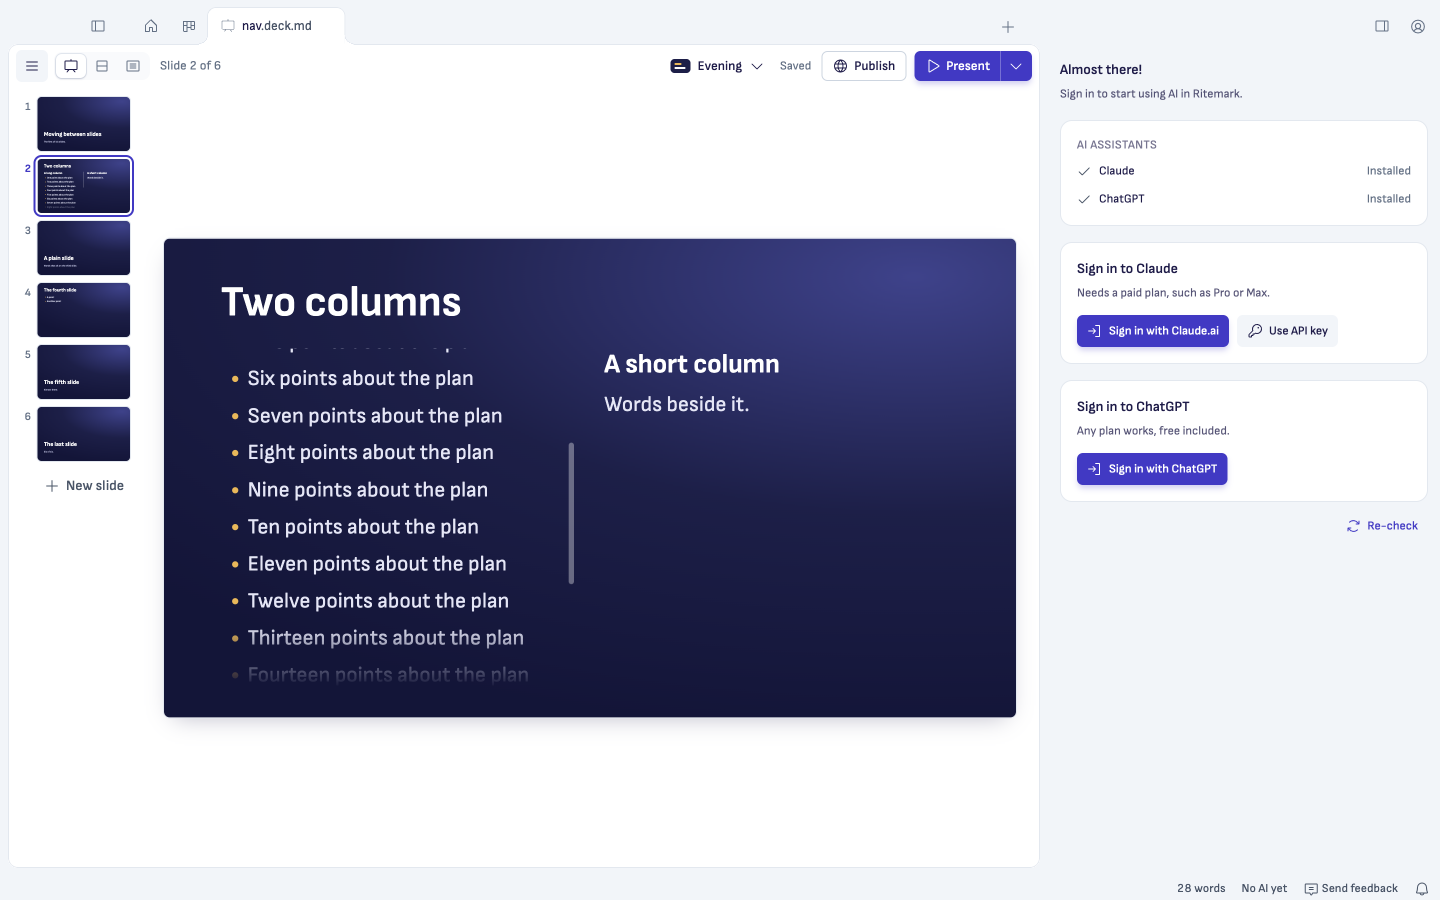 nav.deck.md
Slide 2 of 6
Evening
Saved
Publish
Present
1
Moving between slides
2
Two columns
3
A plain slide
4
The fourth slide
5
The fifth slide
6
The last slide
New slide
Two columns
Six points about the plan
Seven points about the plan
Eight points about the plan
Nine points about the plan
Ten points about the plan
Eleven points about the plan
Twelve points about the plan
Thirteen points about the plan
Fourteen points about the plan
A short column
Words beside it.
Almost there!
Sign in to start using AI in Ritemark.
AI ASSISTANTS
Claude Installed
ChatGPT Installed
Sign in to Claude
Needs a paid plan, such as Pro or Max.
Sign in with Claude.ai
Use API key
Sign in to ChatGPT
Any plan works, free included.
Sign in with ChatGPT
Re-check
28 words
No AI yet
Send feedback